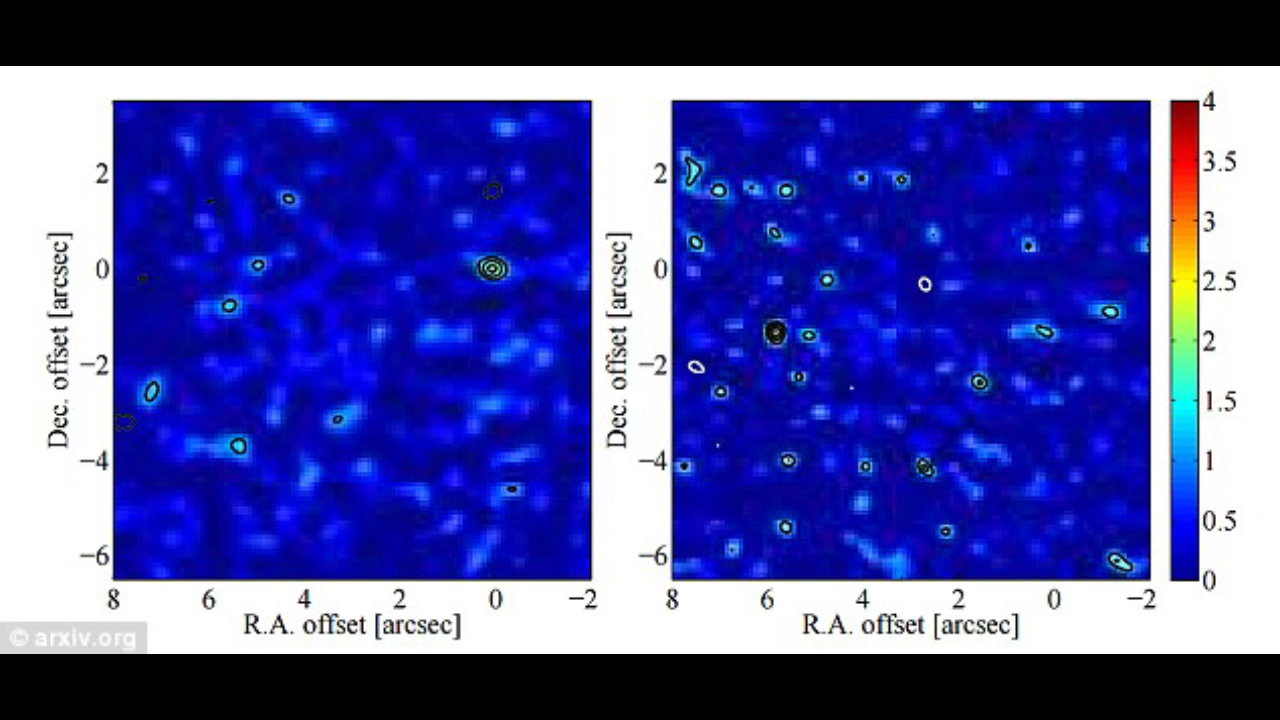 2
0
−2
−4
−6
Dec. offset [arcsec]
8 6 4 2 0 −2
R.A. offset [arcsec]
2
0
−2
−4
−6
Dec. offset [arcsec]
8 6 4 2 0 −2
R.A. offset [arcsec]
4
3.5
3
2.5
2
1.5
1
0.5
0
© arxiv.org